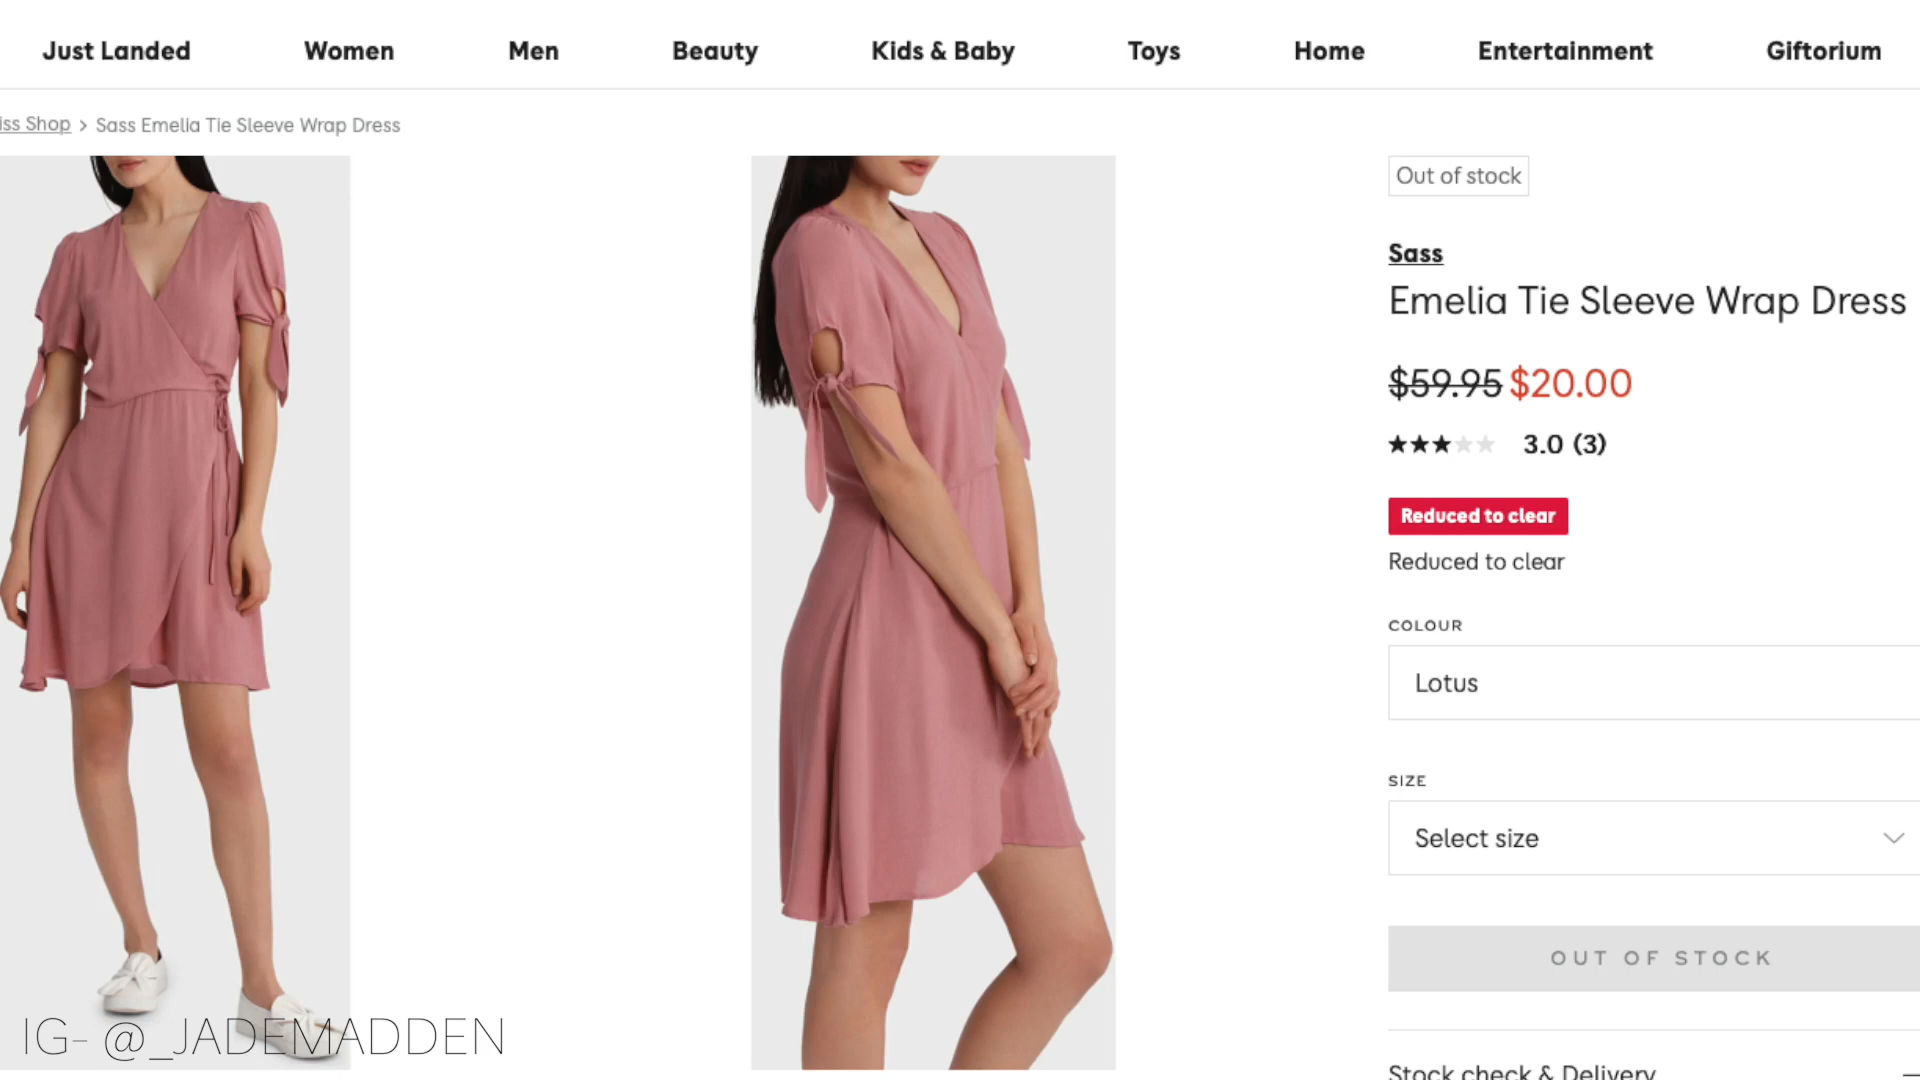 Just Landed Women Men Beauty Kids & Baby Toys Home Entertainment Giftorium
iss Shop > Sass Emelia Tie Sleeve Wrap Dress
Out of stock
Sass
Emelia Tie Sleeve Wrap Dress
$59.95 $20.00
3.0 (3)
Reduced to clear
Reduced to clear
COLOUR
Lotus
SIZE
Select size
OUT OF STOCK
Stock check & Delivery
IG- @_JADEMADDEN